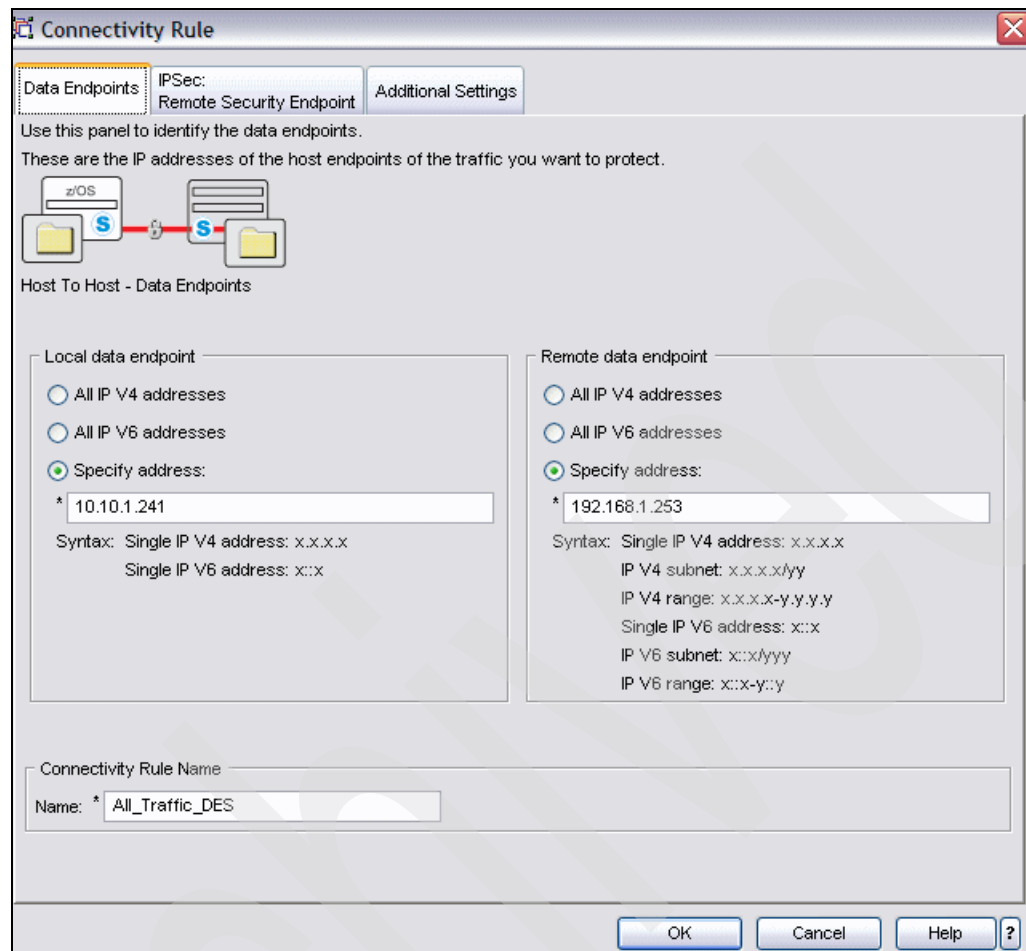 Connectivity Rule
Data Endpoints
IPSec:
Remote Security Endpoint
Additional Settings
Use this panel to identify the data endpoints.
These are the IP addresses of the host endpoints of the traffic you want to protect.
z/OS
S
S
Host To Host - Data Endpoints
Local data endpoint
All IP V4 addresses
All IP V6 addresses
Specify address:
* 10.10.1.241
Syntax: Single IP V4 address: x.x.x.x
Single IP V6 address: x::x
Remote data endpoint
All IP V4 addresses
All IP V6 addresses
Specify address:
* 192.168.1.253
Syntax: Single IP V4 address: x.x.x.x
IP V4 subnet: x.x.x.x/yy
IP V4 range: x.x.x.x-y.y.y.y
Single IP V6 address: x::x
IP V6 subnet: x::x/yyy
IP V6 range: x::x-y::y
Connectivity Rule Name
Name: * All_Traffic_DES
OK
Cancel
Help
?